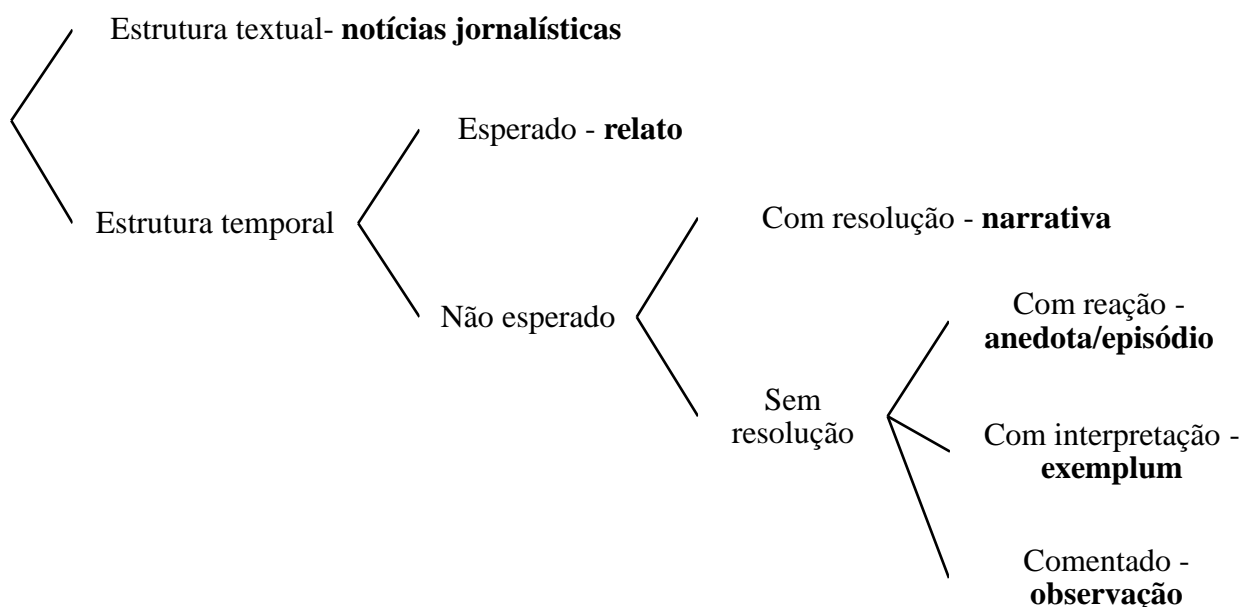 Estrutura textual- notícias jornalísticas
Esperado - relato
Estrutura temporal
Com resolução - narrativa
Não esperado
Com reação -
anedota/episódio
Sem
resolução
Com interpretação -
exemplum
Comentado -
observação